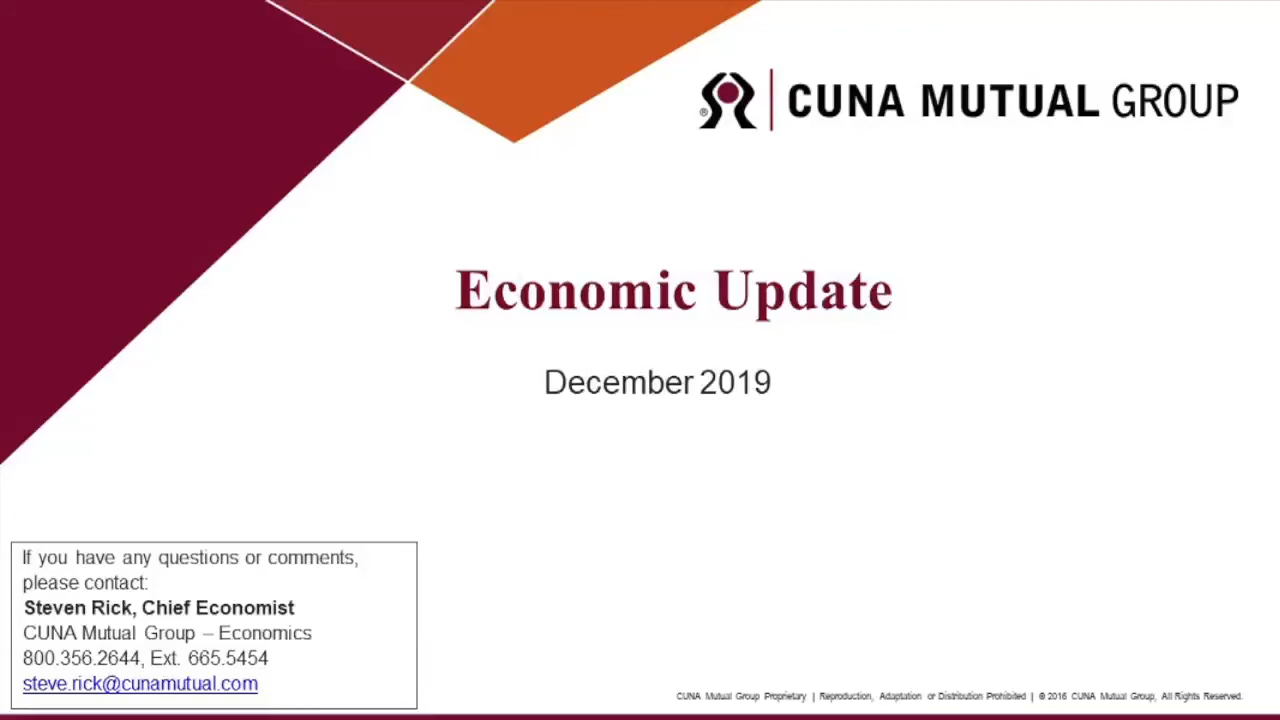 ® CUNA MUTUAL GROUP
Economic Update
December 2019
If you have any questions or comments,
please contact:
Steven Rick, Chief Economist
CUNA Mutual Group – Economics
800.356.2644, Ext. 665.5454
steve.rick@cunamutual.com
CUNA Mutual Group Proprietary | Reproduction, Adaptation or Distribution Prohibited | © 2016 CUNA Mutual Group, All Rights Reserved.